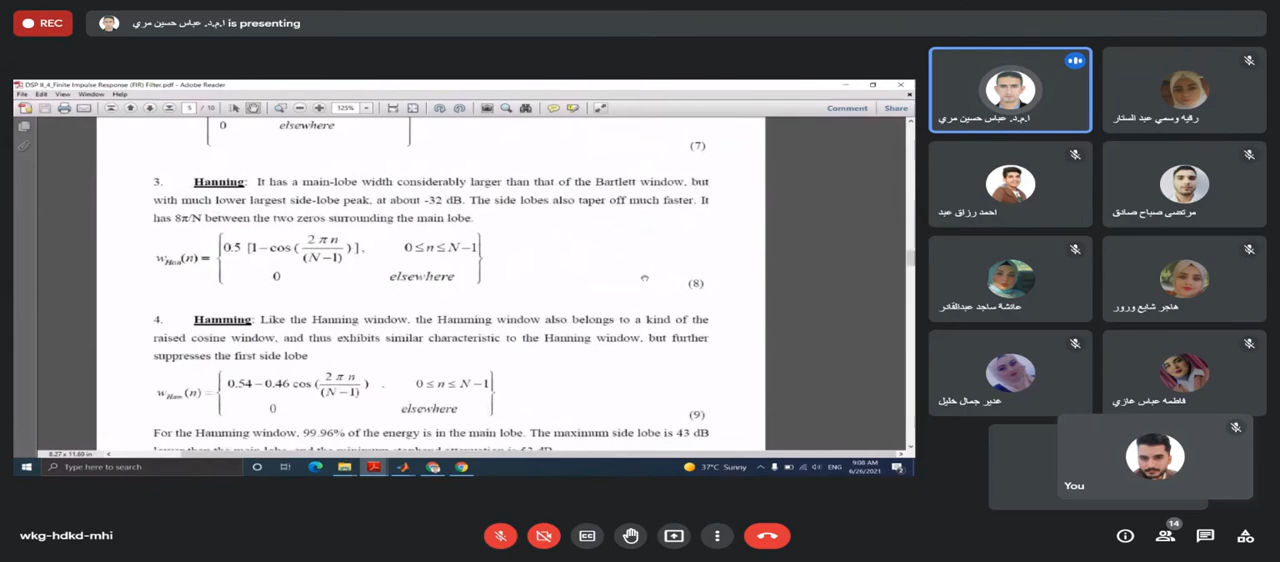 REC
ا.م.د. عباس حسين مري is presenting
DSP II_4_Finite Impulse Response (FIR) Filter.pdf - Adobe Reader
File Edit View Window Help
5 / 10
125%
Comment
Share
0 elsewhere
(7)
3. Hanning: It has a main-lobe width considerably larger than that of the Bartlett window, but
with much lower largest side-lobe peak, at about -32 dB. The side lobes also taper off much faster. It
has 8π/N between the two zeros surrounding the main lobe.
w_Han(n) = { 0.5 [1−cos (2 π n / (N−1))], 0 ≤ n ≤ N−1
0 elsewhere }
(8)
4. Hamming: Like the Hanning window, the Hamming window also belongs to a kind of the
raised cosine window, and thus exhibits similar characteristic to the Hanning window, but further
suppresses the first side lobe
w_Ham(n) = { 0.54 − 0.46 cos (2 π n / (N−1)) . 0 ≤ n ≤ N−1
0 elsewhere }
(9)
For the Hamming window, 99.96% of the energy is in the main lobe. The maximum side lobe is 43 dB
8.27 x 11.69 in
Type here to search
37°C Sunny
ENG
9:08 AM
6/26/2021
2
ا.م.د. عباس حسين مري
رقيه وسمي عبد الستار
احمد رزاق عبد
مرتضى صباح صادق
عائشة ساجد عبدالقادر
هاجر شايع ورور
غدير جمال خليل
فاطمه عباس غازي
You
wkg-hdkd-mhi
14